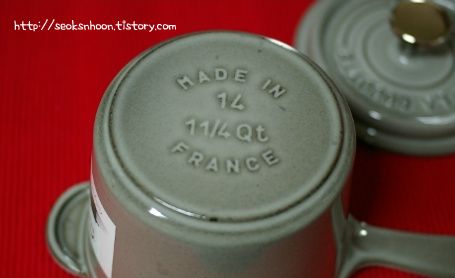 http://seoksnhoon.tistory.com
MADE IN
14
1 1/4 Qt
FRANCE